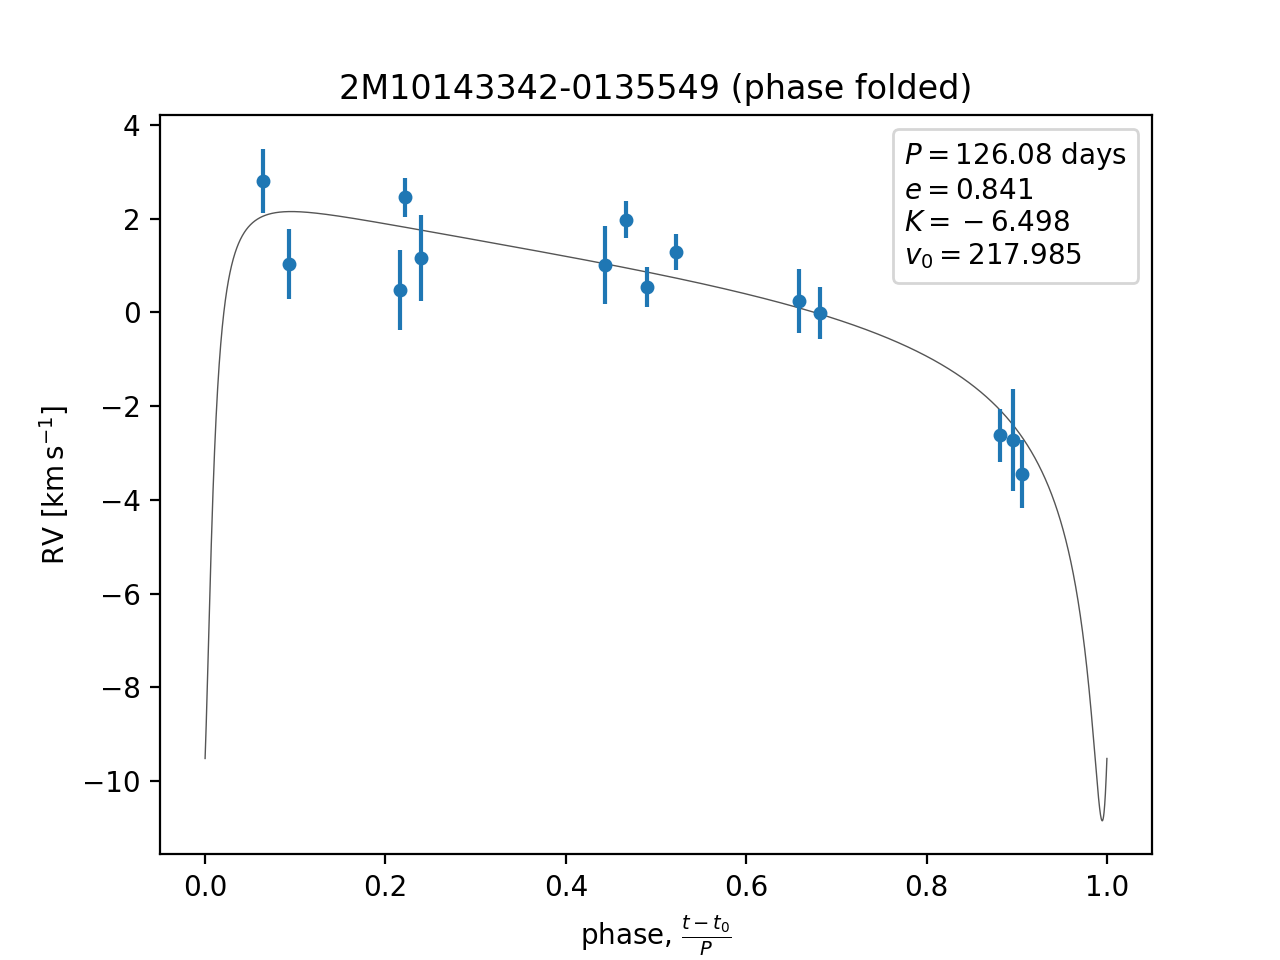 2M10143342-0135549 (phase folded)
P = 126.08 days
e = 0.841
K = −6.498
v₀ = 217.985
4
2
0
−2
−4
−6
−8
−10
RV [km s⁻¹]
0.0 0.2 0.4 0.6 0.8 1.0
phase, (t − t₀)/P